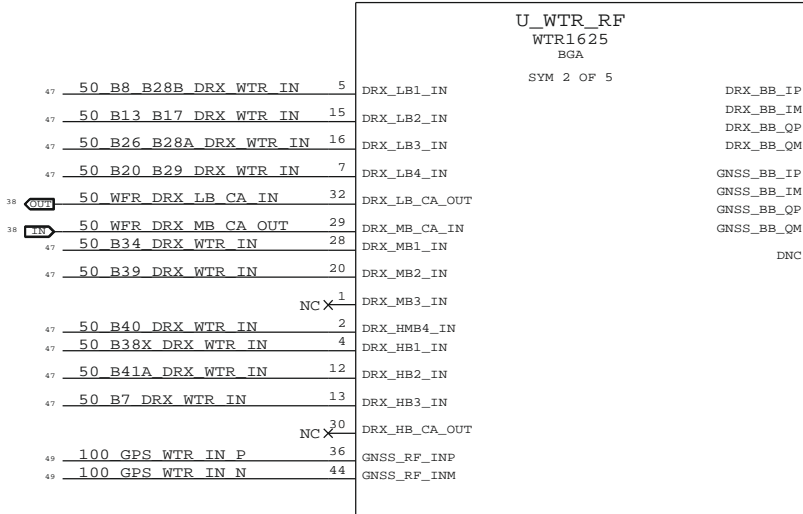 U_WTR_RF
WTR1625
BGA
SYM 2 OF 5
47 50_B8_B28B_DRX_WTR_IN 5 DRX_LB1_IN DRX_BB_IP
47 50_B13_B17_DRX_WTR_IN 15 DRX_LB2_IN DRX_BB_IM
DRX_BB_QP
47 50_B26_B28A_DRX_WTR_IN 16 DRX_LB3_IN DRX_BB_QM
47 50_B20_B29_DRX_WTR_IN 7 DRX_LB4_IN GNSS_BB_IP
GNSS_BB_IM
38 OUT 50_WFR_DRX_LB_CA_IN 32 DRX_LB_CA_OUT
GNSS_BB_QP
38 IN 50_WFR_DRX_MB_CA_OUT 29 DRX_MB_CA_IN GNSS_BB_QM
47 50_B34_DRX_WTR_IN 28 DRX_MB1_IN
DNC
47 50_B39_DRX_WTR_IN 20 DRX_MB2_IN
NC 1 DRX_MB3_IN
47 50_B40_DRX_WTR_IN 2 DRX_HMB4_IN
47 50_B38X_DRX_WTR_IN 4 DRX_HB1_IN
47 50_B41A_DRX_WTR_IN 12 DRX_HB2_IN
47 50_B7_DRX_WTR_IN 13 DRX_HB3_IN
NC 30 DRX_HB_CA_OUT
49 100_GPS_WTR_IN_P 36 GNSS_RF_INP
49 100_GPS_WTR_IN_N 44 GNSS_RF_INM